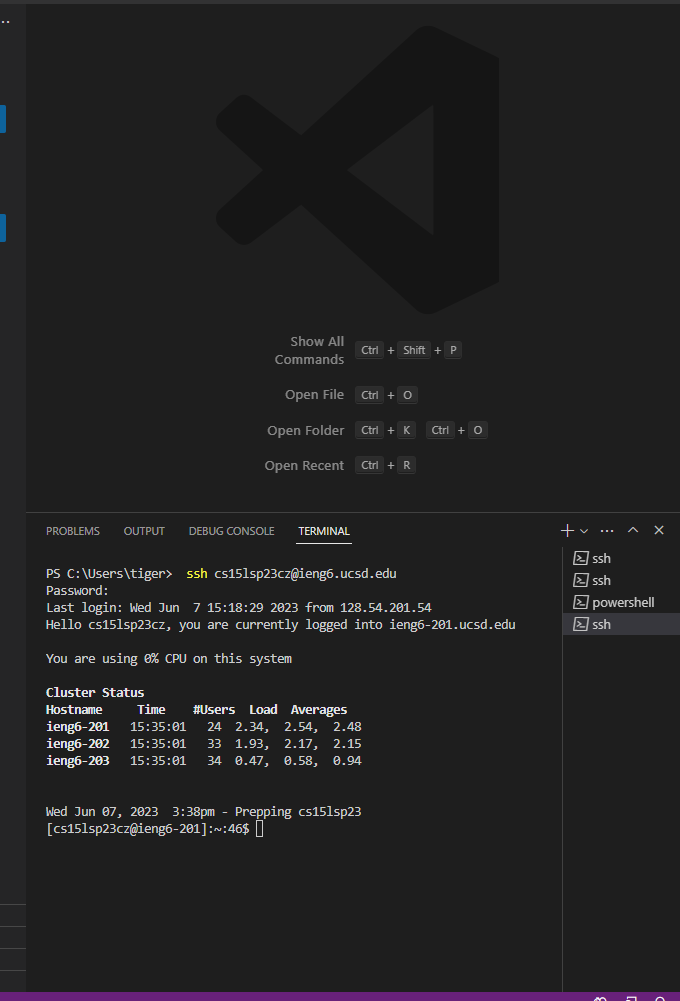 ..
Show All
Commands
Ctrl + Shift + P
Open File
Ctrl + O
Open Folder
Ctrl + K Ctrl + O
Open Recent
Ctrl + R
PROBLEMS OUTPUT DEBUG CONSOLE TERMINAL
PS C:\Users\tiger>  ssh cs15lsp23cz@ieng6.ucsd.edu
Password:
Last login: Wed Jun  7 15:18:29 2023 from 128.54.201.54
Hello cs15lsp23cz, you are currently logged into ieng6-201.ucsd.edu
You are using 0% CPU on this system
Cluster Status
Hostname     Time    #Users  Load  Averages
ieng6-201   15:35:01   24  2.34,  2.54,  2.48
ieng6-202   15:35:01   33  1.93,  2.17,  2.15
ieng6-203   15:35:01   34  0.47,  0.58,  0.94
Wed Jun 07, 2023  3:38pm - Prepping cs15lsp23
[cs15lsp23cz@ieng6-201]:~:46$
ssh
ssh
powershell
ssh